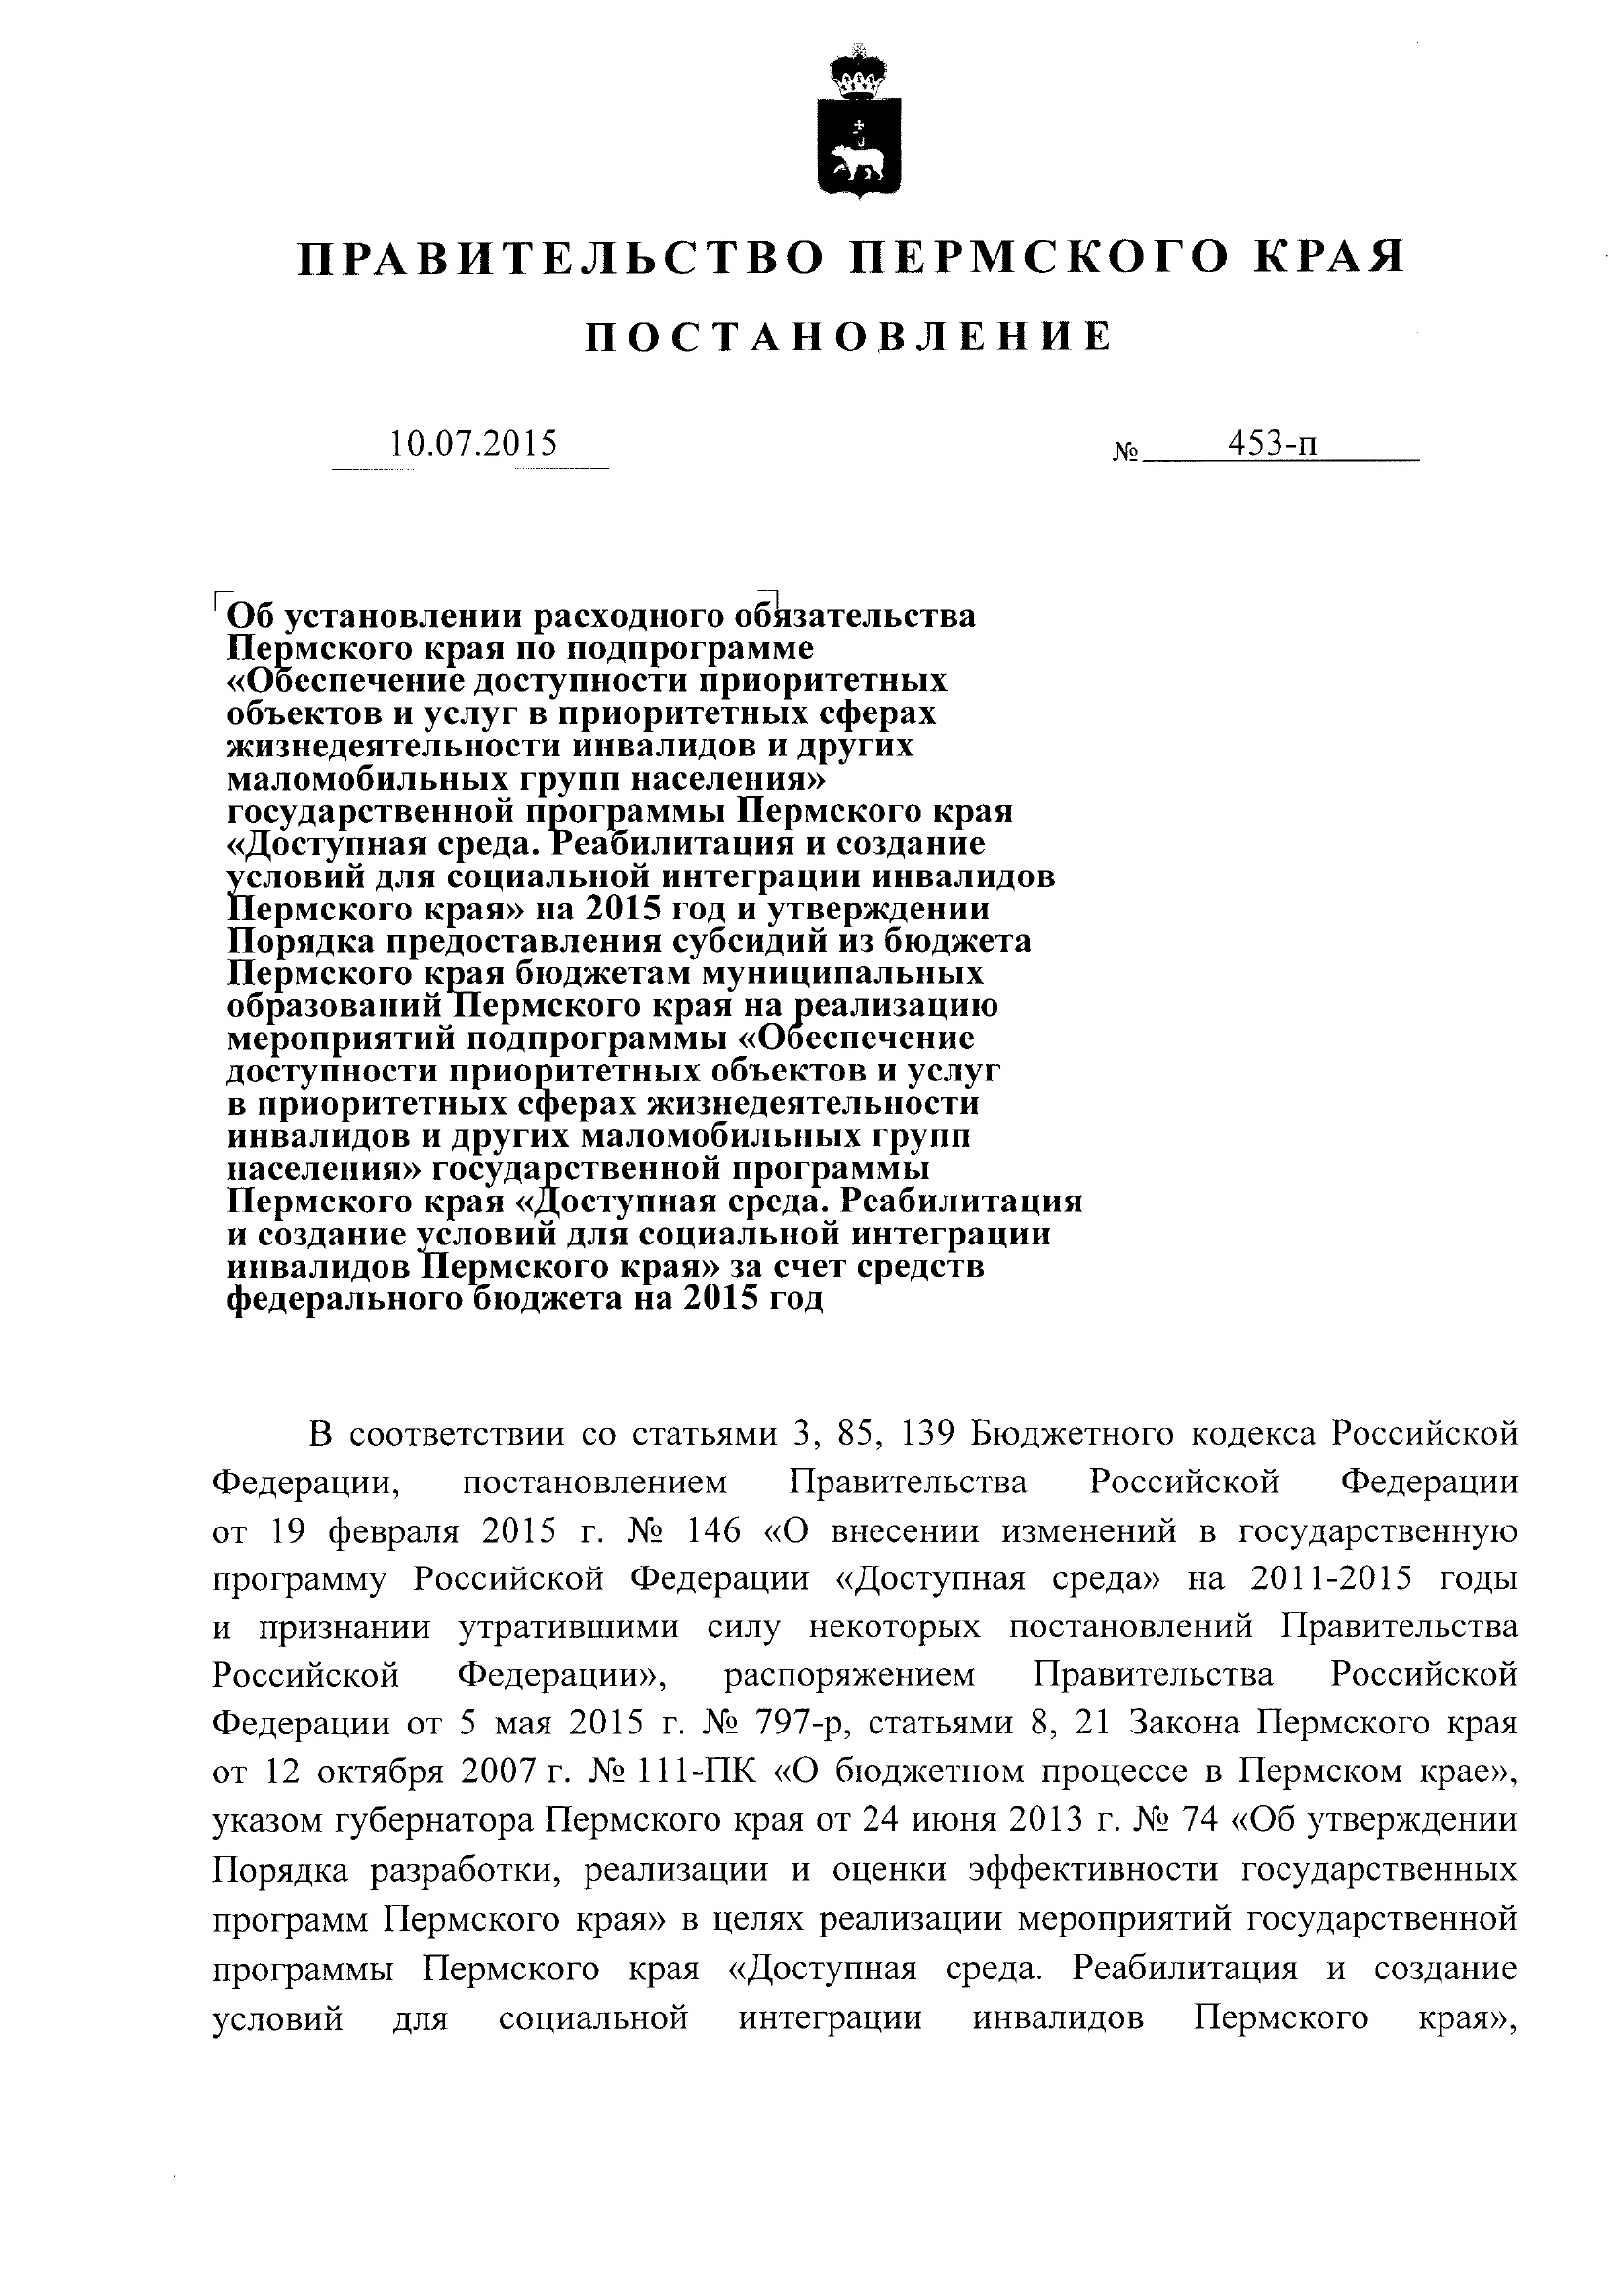 ПРАВИТЕЛЬСТВО ПЕРМСКОГО КРАЯ
ПОСТАНОВЛЕНИЕ
10.07.2015
№ 453-п
Об установлении расходного обязательства
Пермского края по подпрограмме
«Обеспечение доступности приоритетных
объектов и услуг в приоритетных сферах
жизнедеятельности инвалидов и других
маломобильных групп населения»
государственной программы Пермского края
«Доступная среда. Реабилитация и создание
условий для социальной интеграции инвалидов
Пермского края» на 2015 год и утверждении
Порядка предоставления субсидий из бюджета
Пермского края бюджетам муниципальных
образований Пермского края на реализацию
мероприятий подпрограммы «Обеспечение
доступности приоритетных объектов и услуг
в приоритетных сферах жизнедеятельности
инвалидов и других маломобильных групп
населения» государственной программы
Пермского края «Доступная среда. Реабилитация
и создание условий для социальной интеграции
инвалидов Пермского края» за счет средств
федерального бюджета на 2015 год
В соответствии со статьями 3, 85, 139 Бюджетного кодекса Российской
Федерации, постановлением Правительства Российской Федерации
от 19 февраля 2015 г. № 146 «О внесении изменений в государственную
программу Российской Федерации «Доступная среда» на 2011-2015 годы
и признании утратившими силу некоторых постановлений Правительства
Российской Федерации», распоряжением Правительства Российской
Федерации от 5 мая 2015 г. № 797-р, статьями 8, 21 Закона Пермского края
от 12 октября 2007 г. № 111-ПК «О бюджетном процессе в Пермском крае»,
указом губернатора Пермского края от 24 июня 2013 г. № 74 «Об утверждении
Порядка разработки, реализации и оценки эффективности государственных
программ Пермского края» в целях реализации мероприятий государственной
программы Пермского края «Доступная среда. Реабилитация и создание
условий для социальной интеграции инвалидов Пермского края»,